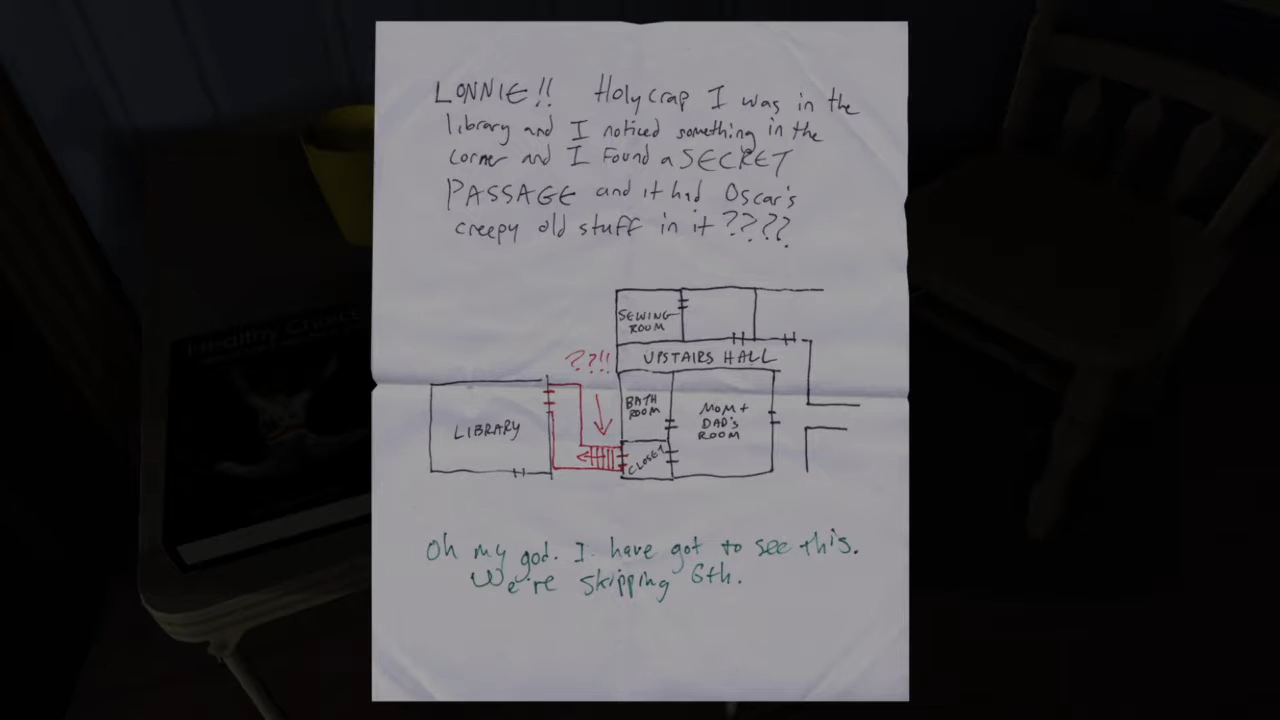 LONNIE!! Holy crap I was in the
library and I noticed something in the
corner and I found a SECRET
PASSAGE and it had Oscar's
creepy old stuff in it ????
SEWING
ROOM
??!!
UPSTAIRS HALL
BATH
ROOM
MOM +
DAD'S
ROOM
LIBRARY
CLOSET
Oh my god. I have got to see this.
We're skipping 6th.